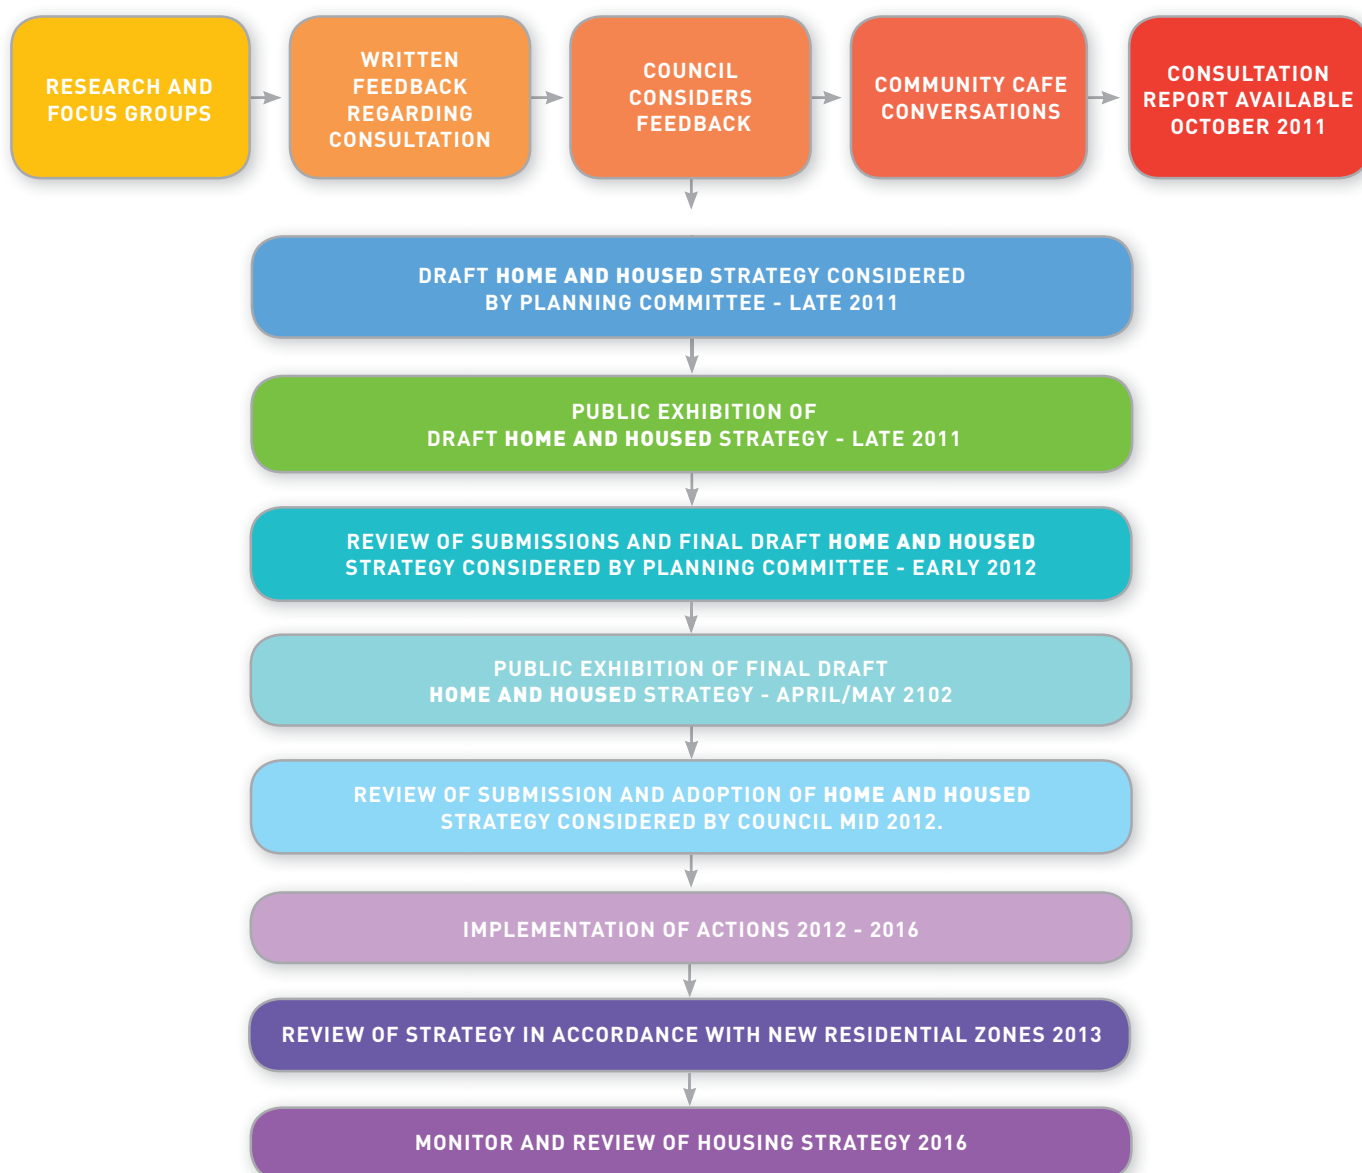 RESEARCH AND
FOCUS GROUPS
WRITTEN
FEEDBACK
REGARDING
CONSULTATION
COUNCIL
CONSIDERS
FEEDBACK
COMMUNITY CAFE
CONVERSATIONS
CONSULTATION
REPORT AVAILABLE
OCTOBER 2011
DRAFT HOME AND HOUSED STRATEGY CONSIDERED
BY PLANNING COMMITTEE - LATE 2011
PUBLIC EXHIBITION OF
DRAFT HOME AND HOUSED STRATEGY - LATE 2011
REVIEW OF SUBMISSIONS AND FINAL DRAFT HOME AND HOUSED
STRATEGY CONSIDERED BY PLANNING COMMITTEE - EARLY 2012
PUBLIC EXHIBITION OF FINAL DRAFT
HOME AND HOUSED STRATEGY - APRIL/MAY 2102
REVIEW OF SUBMISSION AND ADOPTION OF HOME AND HOUSED
STRATEGY CONSIDERED BY COUNCIL MID 2012.
IMPLEMENTATION OF ACTIONS 2012 - 2016
REVIEW OF STRATEGY IN ACCORDANCE WITH NEW RESIDENTIAL ZONES 2013
MONITOR AND REVIEW OF HOUSING STRATEGY 2016